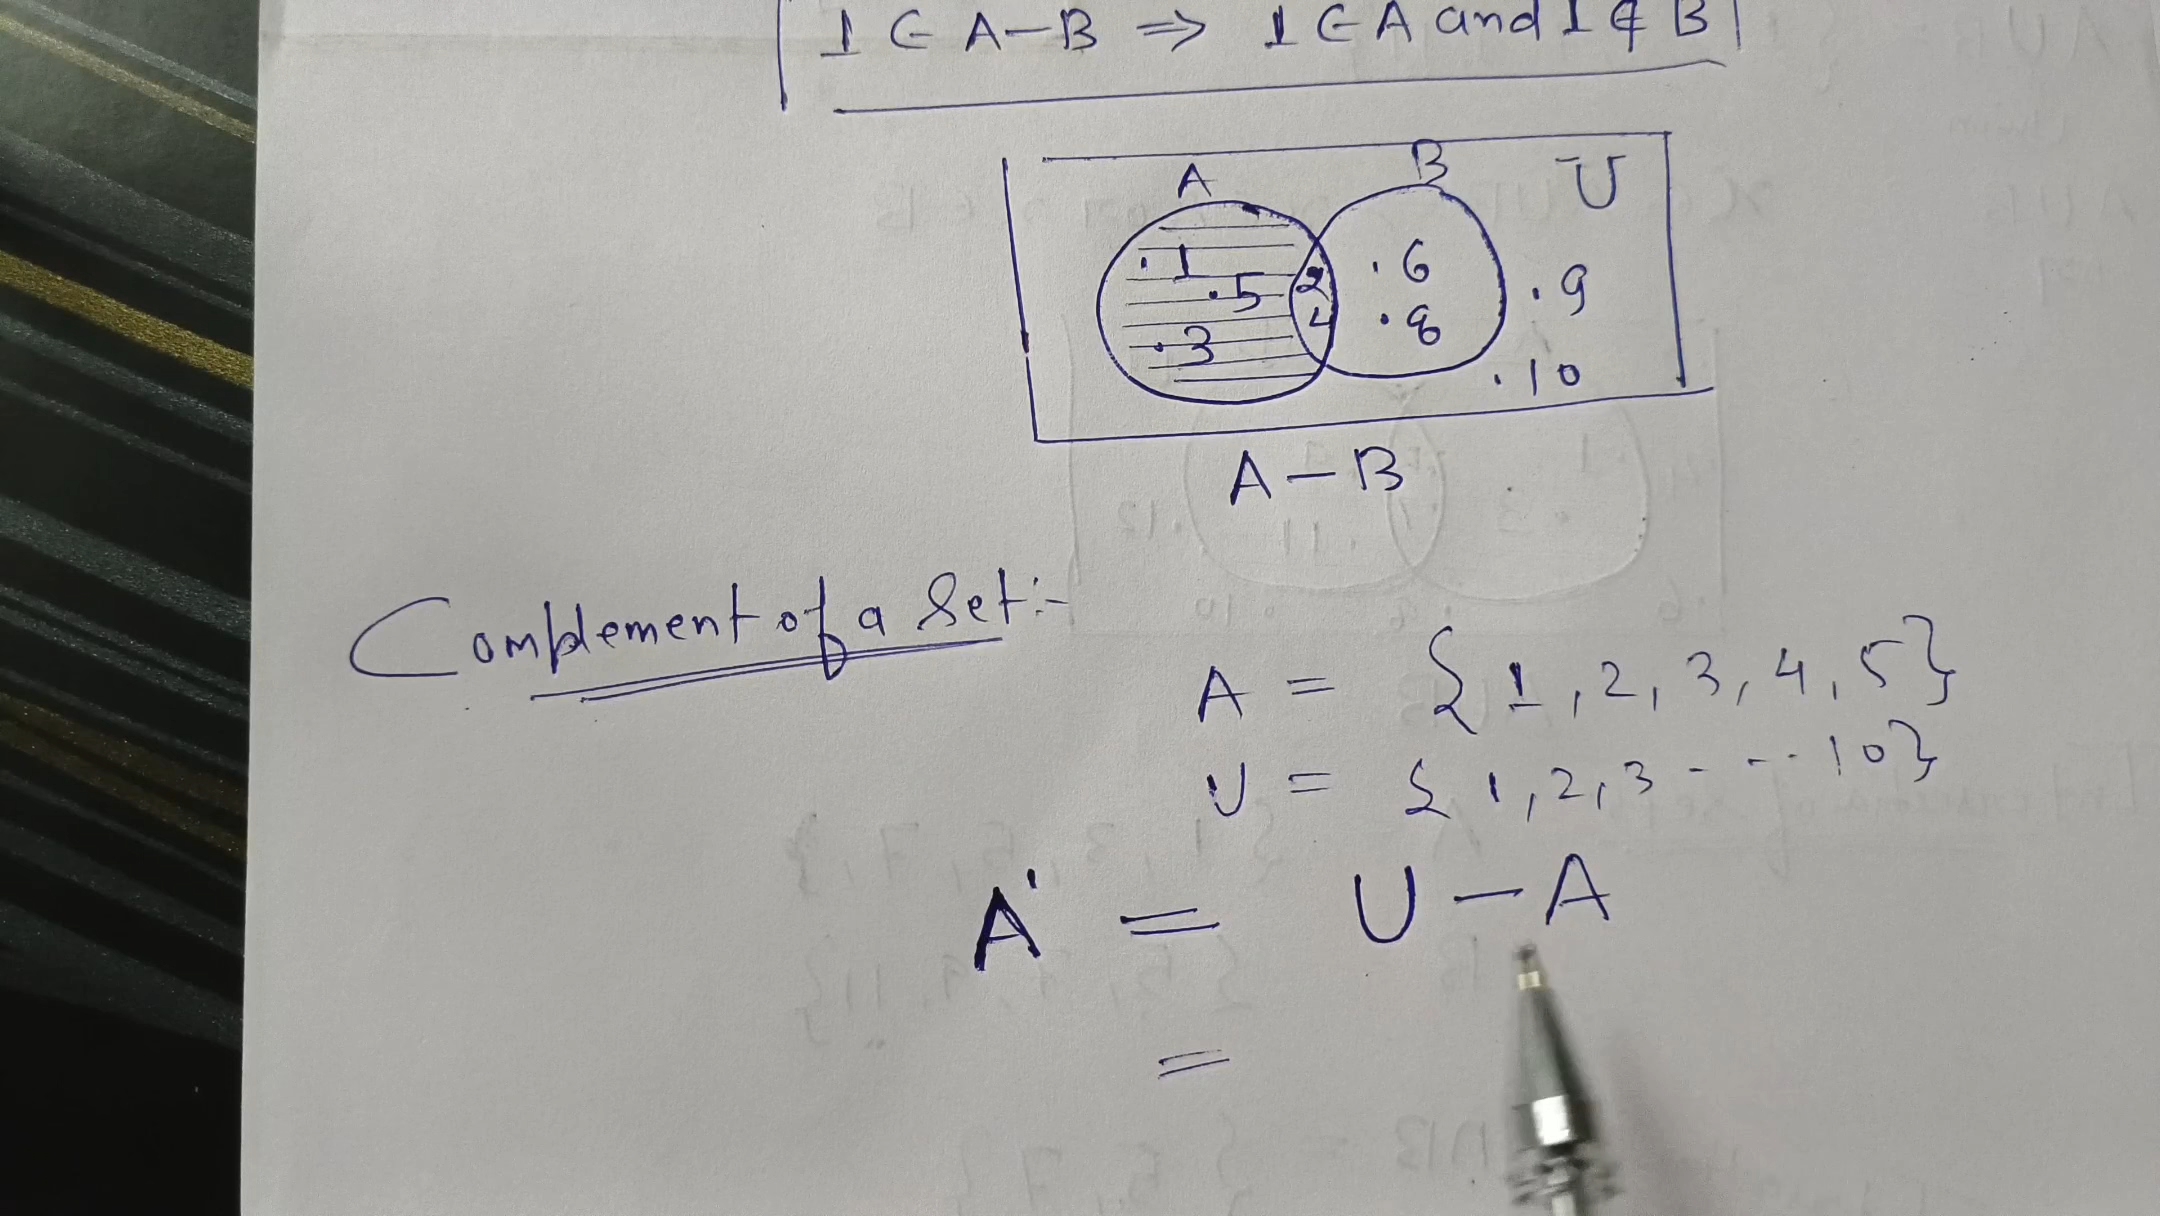 1 ∈ A-B ⇒ 1 ∈ A and 1 ∉ B
A B U
.1 .5 2 .6 .9
.3 4 .8 .10
A-B
Complement of a Set:-
A = {1, 2, 3, 4, 5}
U = {1, 2, 3 - - - 10}
A' = U - A
=